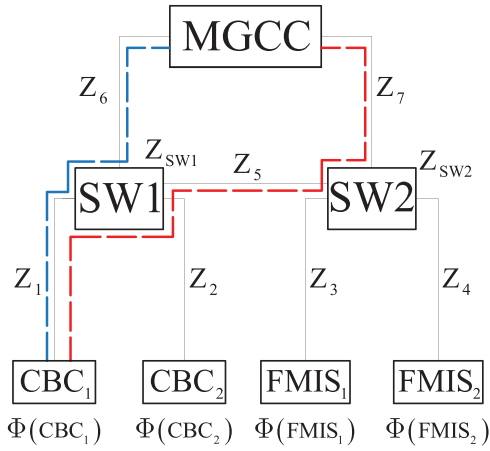 MGCC
Z6 Z7
ZSW1 Z5 ZSW2
SW1 SW2
Z1 Z2 Z3 Z4
CBC1 CBC2 FMIS1 FMIS2
Φ(CBC1) Φ(CBC2) Φ(FMIS1) Φ(FMIS2)